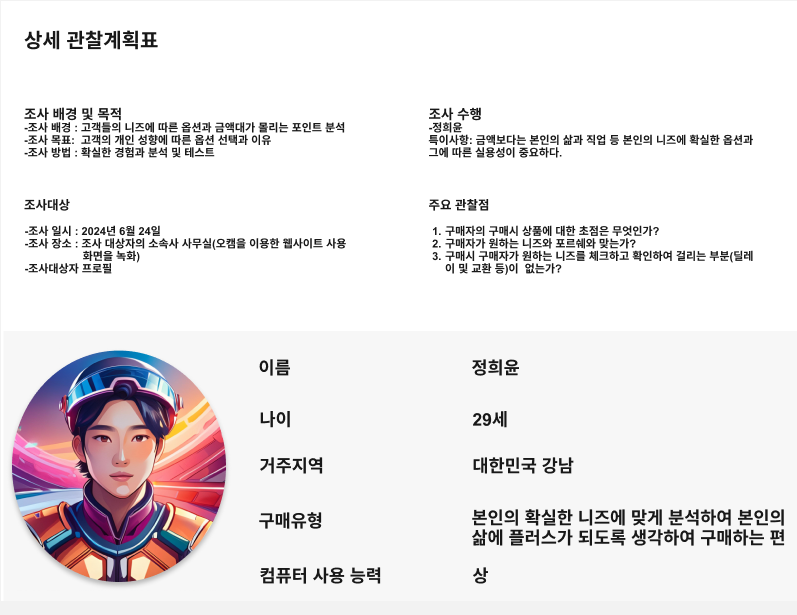 상세 관찰계획표
조사 배경 및 목적
-조사 배경 : 고객들의 니즈에 따른 옵션과 금액대가 몰리는 포인트 분석
-조사 목표: 고객의 개인 성향에 따른 옵션 선택과 이유
-조사 방법 : 확실한 경험과 분석 및 테스트
조사 수행
-정희윤
특이사항: 금액보다는 본인의 삶과 직업 등 본인의 니즈에 확실한 옵션과
그에 따른 실용성이 중요하다.
조사대상
-조사 일시 : 2024년 6월 24일
-조사 장소 : 조사 대상자의 소속사 사무실(오캠을 이용한 웹사이트 사용
화면을 녹화)
-조사대상자 프로필
주요 관찰점
1. 구매자의 구매시 상품에 대한 초점은 무엇인가?
2. 구매자가 원하는 니즈와 포르쉐와 맞는가?
3. 구매시 구매자가 원하는 니즈를 체크하고 확인하여 걸리는 부분(딜레
이 및 교환 등)이 없는가?
이름 정희윤
나이 29세
거주지역 대한민국 강남
구매유형 본인의 확실한 니즈에 맞게 분석하여 본인의
삶에 플러스가 되도록 생각하여 구매하는 편
컴퓨터 사용 능력 상